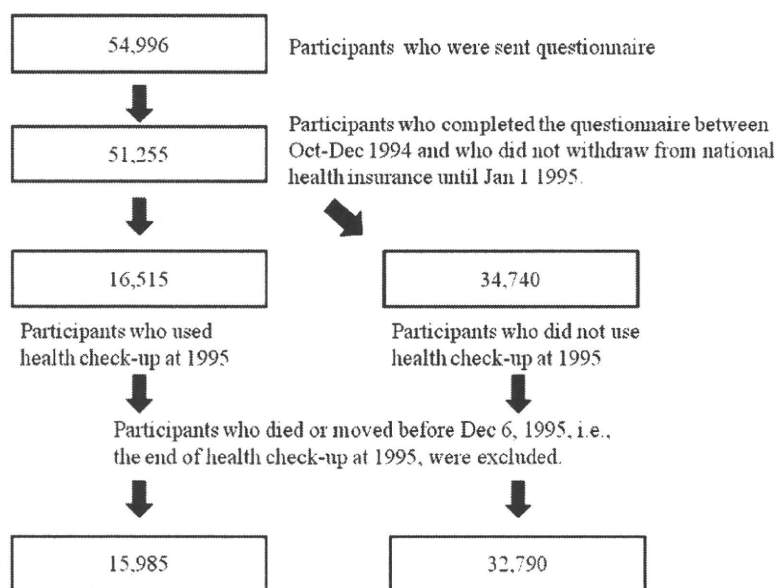 54,996
Participants who were sent questionnaire
51,255
Participants who completed the questionnaire between
Oct-Dec 1994 and who did not withdraw from national
health insurance until Jan 1 1995.
16,515
34,740
Participants who used
health check-up at 1995
Participants who did not use
health check-up at 1995
Participants who died or moved before Dec 6, 1995, i.e.,
the end of health check-up at 1995, were excluded.
15,985
32,790